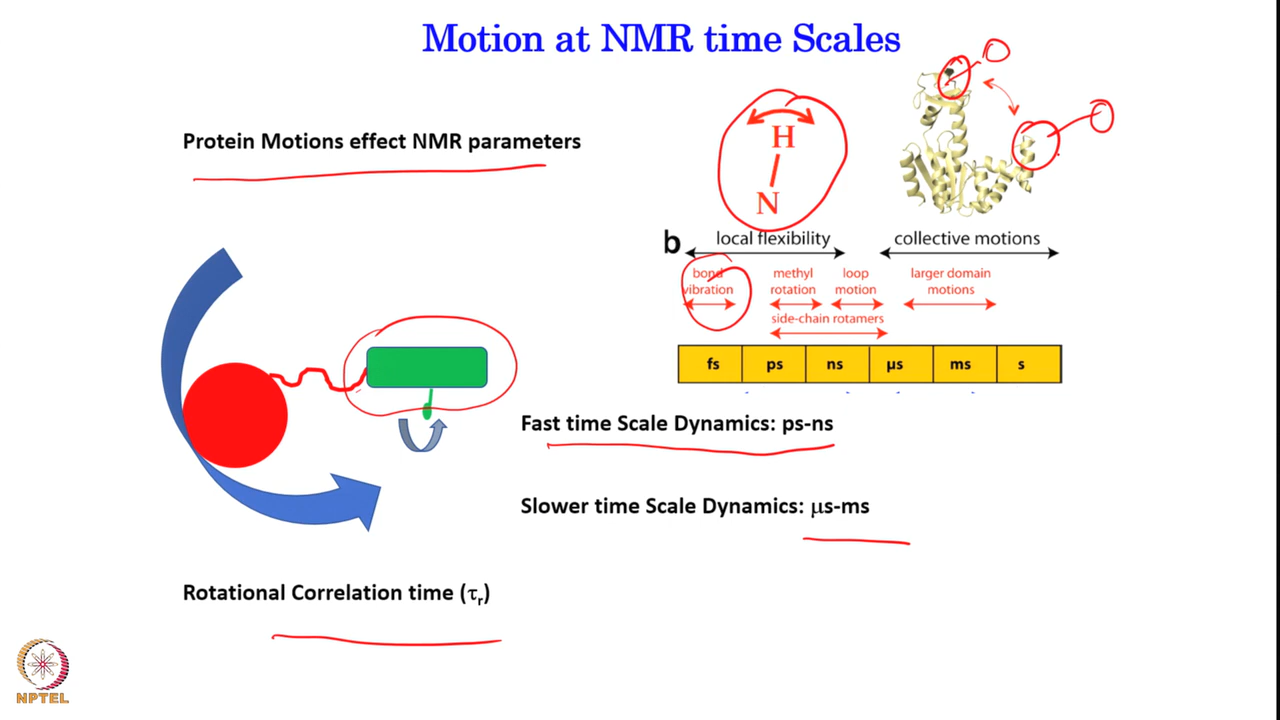 Motion at NMR time Scales
Protein Motions effect NMR parameters
H
N
b
local flexibility
collective motions
bond
vibration
methyl
rotation
loop
motion
larger domain
motions
side-chain rotamers
fs ps ns µs ms s
Fast time Scale Dynamics: ps-ns
Slower time Scale Dynamics: µs-ms
Rotational Correlation time (τr)
NPTEL